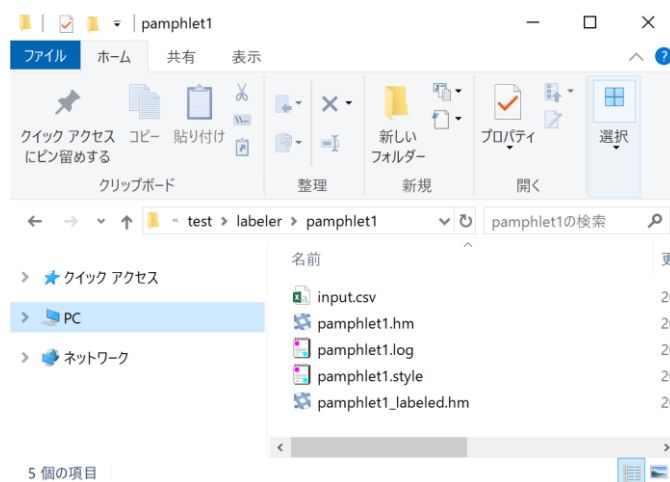 pamphlet1
ファイル ホーム 共有 表示
クイック アクセス
にピン留めする
コピー
貼り付け
新しい
フォルダー
プロパティ
選択
クリップボード 整理 新規 開く
« test > labeler > pamphlet1
pamphlet1の検索
名前
クイック アクセス
PC
ネットワーク
input.csv
pamphlet1.hm
pamphlet1.log
pamphlet1.style
pamphlet1_labeled.hm
5 個の項目